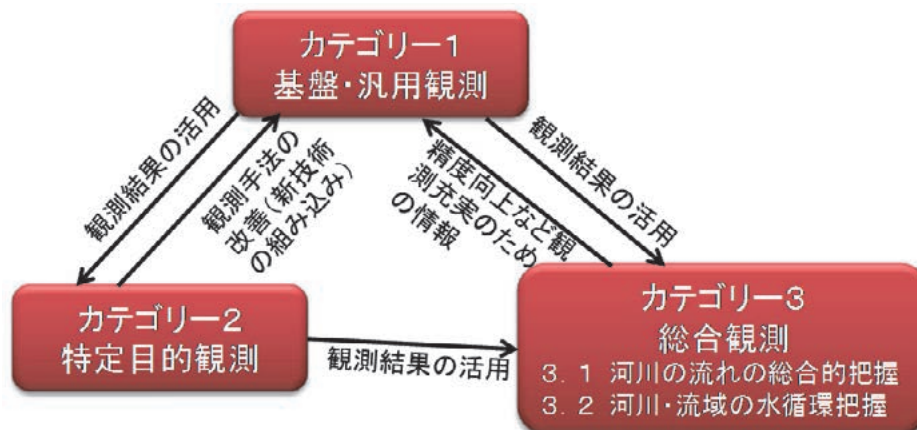 カテゴリー1
基盤・汎用観測
観測結果の活用
観測手法の
改善(新技術
の組み込み)
精度向上など観
測充実のため
の情報
観測結果の活用
カテゴリー2
特定目的観測
観測結果の活用
カテゴリー3
総合観測
3.1 河川の流れの総合的把握
3.2 河川・流域の水循環把握